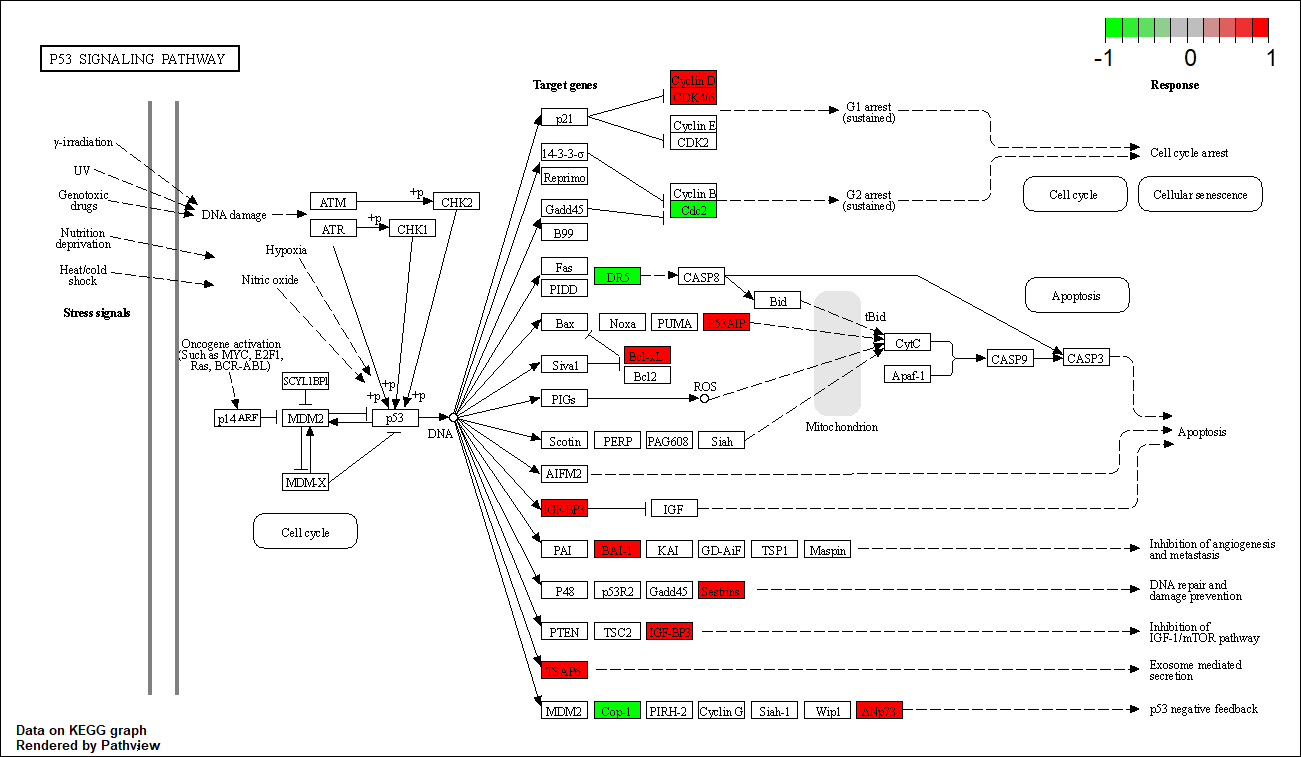 P53 SIGNALING PATHWAY
-1 0 1
Target genes
Response
Cyclin D
CDK4/6
p21
G1 arrest
(sustained)
Cyclin E
CDK2
γ-irradiation
14-3-3-σ
Cell cycle arrest
UV
Reprimo
Cyclin B
Cdc2
G2 arrest
(sustained)
Cell cycle
Cellular senescence
Genotoxic
drugs
DNA damage
ATM
+p
CHK2
Gadd45
ATR
+p
CHK1
B99
Nutrition
deprivation
Hypoxia
Heat/cold
shock
Nitric oxide
Fas
DR5
CASP8
PIDD
Bid
Apoptosis
Stress signals
tBid
Bax
Noxa
PUMA
P53AIP
CytC
Oncogene activation
(Such as MYC, E2F1,
Ras, BCR-ABL)
Bcl-xL
Bcl2
Siva1
CASP9
CASP3
Apaf-1
SCYL1BP1
+p
+p
+p
PIGs
ROS
p14ARF
MDM2
p53
DNA
Mitochondrion
Scotin
PERP
PAG608
Siah
Apoptosis
MDM-X
AIFM2
IGF-BP3
IGF
Cell cycle
PAI
BAI-1
KAI
GD-AiF
TSP1
Maspin
Inhibition of angiogenesis
and metastasis
P48
p53R2
Gadd45
Sestrins
DNA repair and
damage prevention
PTEN
TSC2
IGF-BP3
Inhibition of
IGF-1/mTOR pathway
TSAP6
Exosome mediated
secretion
MDM2
Cop-1
PIRH-2
Cyclin G
Siah-1
Wip1
ΔNp73
p53 negative feedback
Data on KEGG graph
Rendered by Pathview